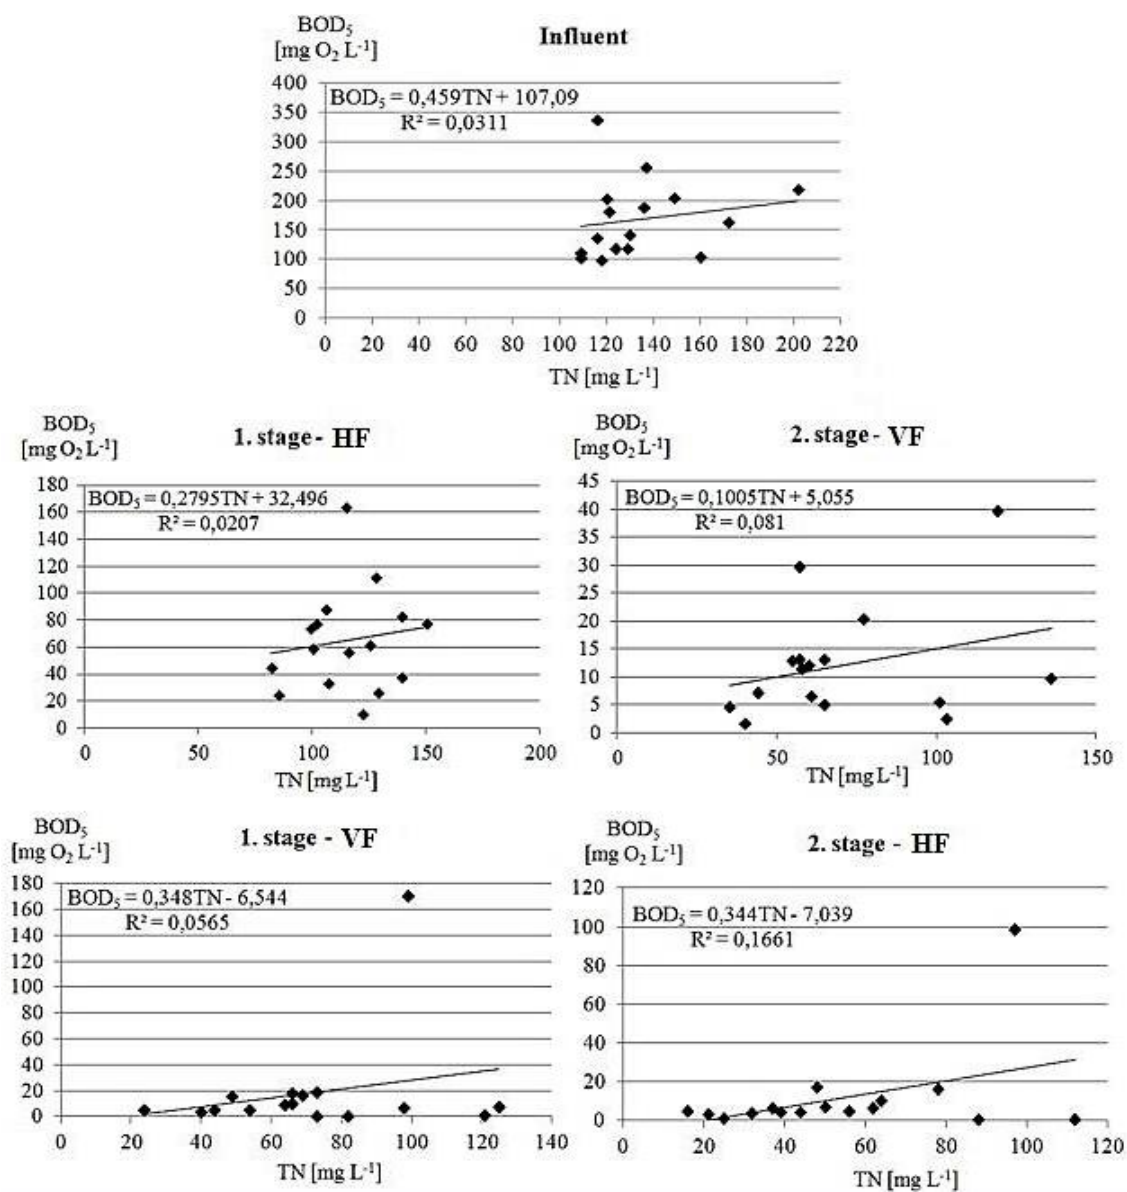 BOD₅
[mg O₂ L⁻¹]
Influent
400
350
300
250
200
150
100
50
0
BOD₅ = 0,459TN + 107,09
R² = 0,0311
0 20 40 60 80 100 120 140 160 180 200 220
TN [mg L⁻¹]
BOD₅
[mg O₂ L⁻¹]
1. stage - HF
180
160
140
120
100
80
60
40
20
0
BOD₅ = 0,2795TN + 32,496
R² = 0,0207
0 50 100 150 200
TN [mg L⁻¹]
BOD₅
[mg O₂ L⁻¹]
2. stage - VF
45
40
35
30
25
20
15
10
5
0
BOD₅ = 0,1005TN + 5,055
R² = 0,081
0 50 100 150
TN [mg L⁻¹]
BOD₅
[mg O₂ L⁻¹]
1. stage - VF
180
160
140
120
100
80
60
40
20
0
BOD₅ = 0,348TN - 6,544
R² = 0,0565
0 20 40 60 80 100 120 140
TN [mg L⁻¹]
BOD₅
[mg O₂ L⁻¹]
2. stage - HF
120
100
80
60
40
20
0
BOD₅ = 0,344TN - 7,039
R² = 0,1661
0 20 40 60 80 100 120
TN [mg L⁻¹]